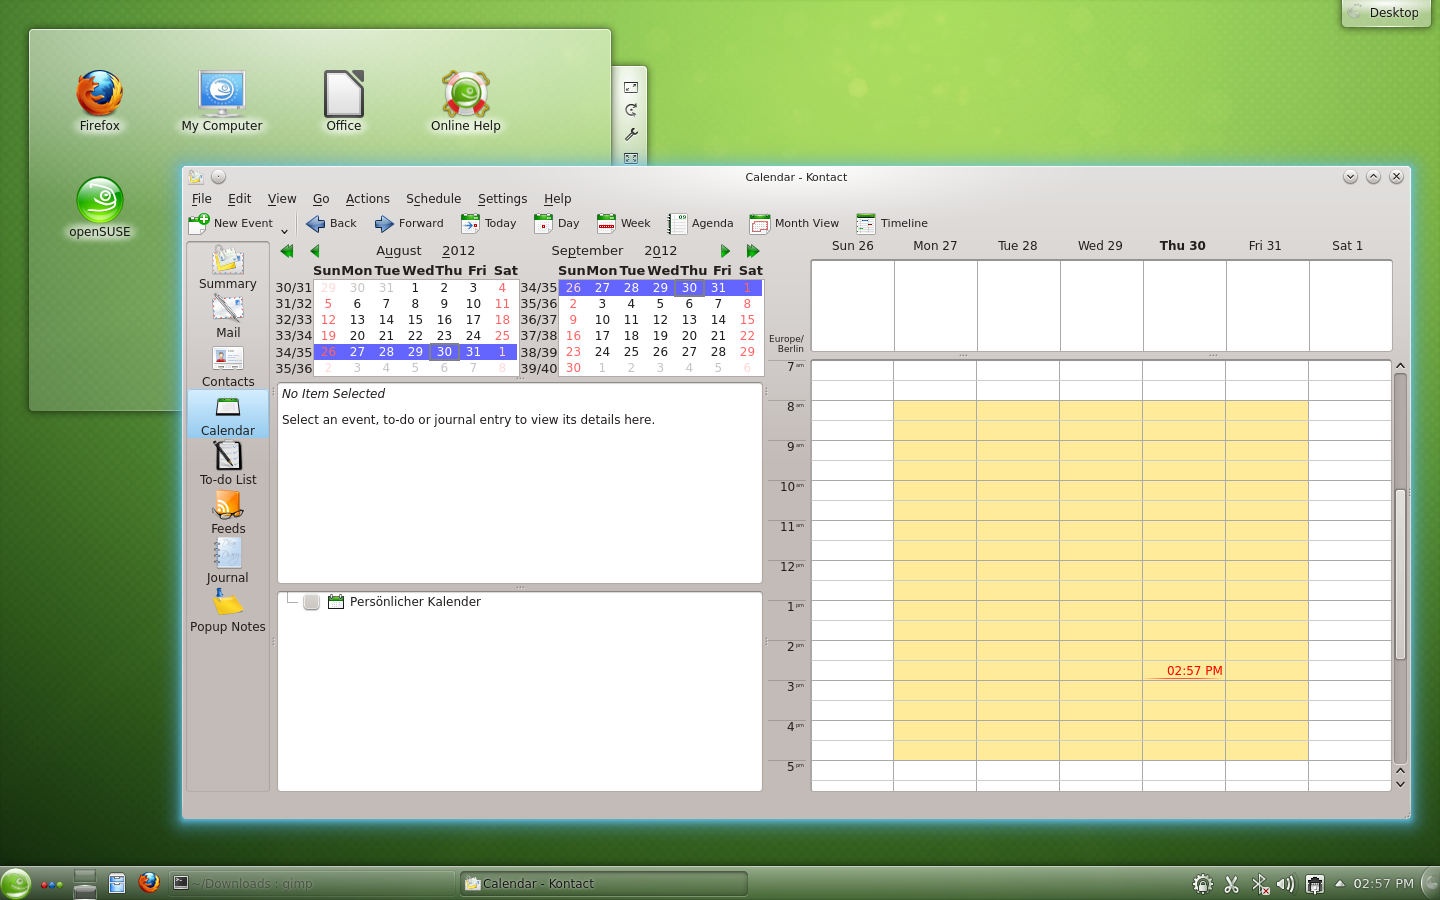 Desktop
Firefox
My Computer
Office
Online Help
openSUSE
Calendar - Kontact
File Edit View Go Actions Schedule Settings Help
New Event Back Forward Today Day Week Agenda Month View Timeline
Summary
Mail
Contacts
Calendar
To-do List
Feeds
Journal
Popup Notes
August 2012
Sun Mon Tue Wed Thu Fri Sat
30/31 29 30 31 1 2 3 4
31/32 5 6 7 8 9 10 11
32/33 12 13 14 15 16 17 18
33/34 19 20 21 22 23 24 25
34/35 26 27 28 29 30 31 1
35/36 2 3 4 5 6 7 8
September 2012
Sun Mon Tue Wed Thu Fri Sat
34/35 26 27 28 29 30 31 1
35/36 2 3 4 5 6 7 8
36/37 9 10 11 12 13 14 15
37/38 16 17 18 19 20 21 22
38/39 23 24 25 26 27 28 29
39/40 30 1 2 3 4 5 6
No Item Selected
Select an event, to-do or journal entry to view its details here.
Persönlicher Kalender
Sun 26 Mon 27 Tue 28 Wed 29 Thu 30 Fri 31 Sat 1
Europe/
Berlin
7 am
8 am
9 am
10 am
11 am
12 pm
1 pm
2 pm
02:57 PM
3 pm
4 pm
5 pm
~/Downloads : gimp
Calendar - Kontact
02:57 PM